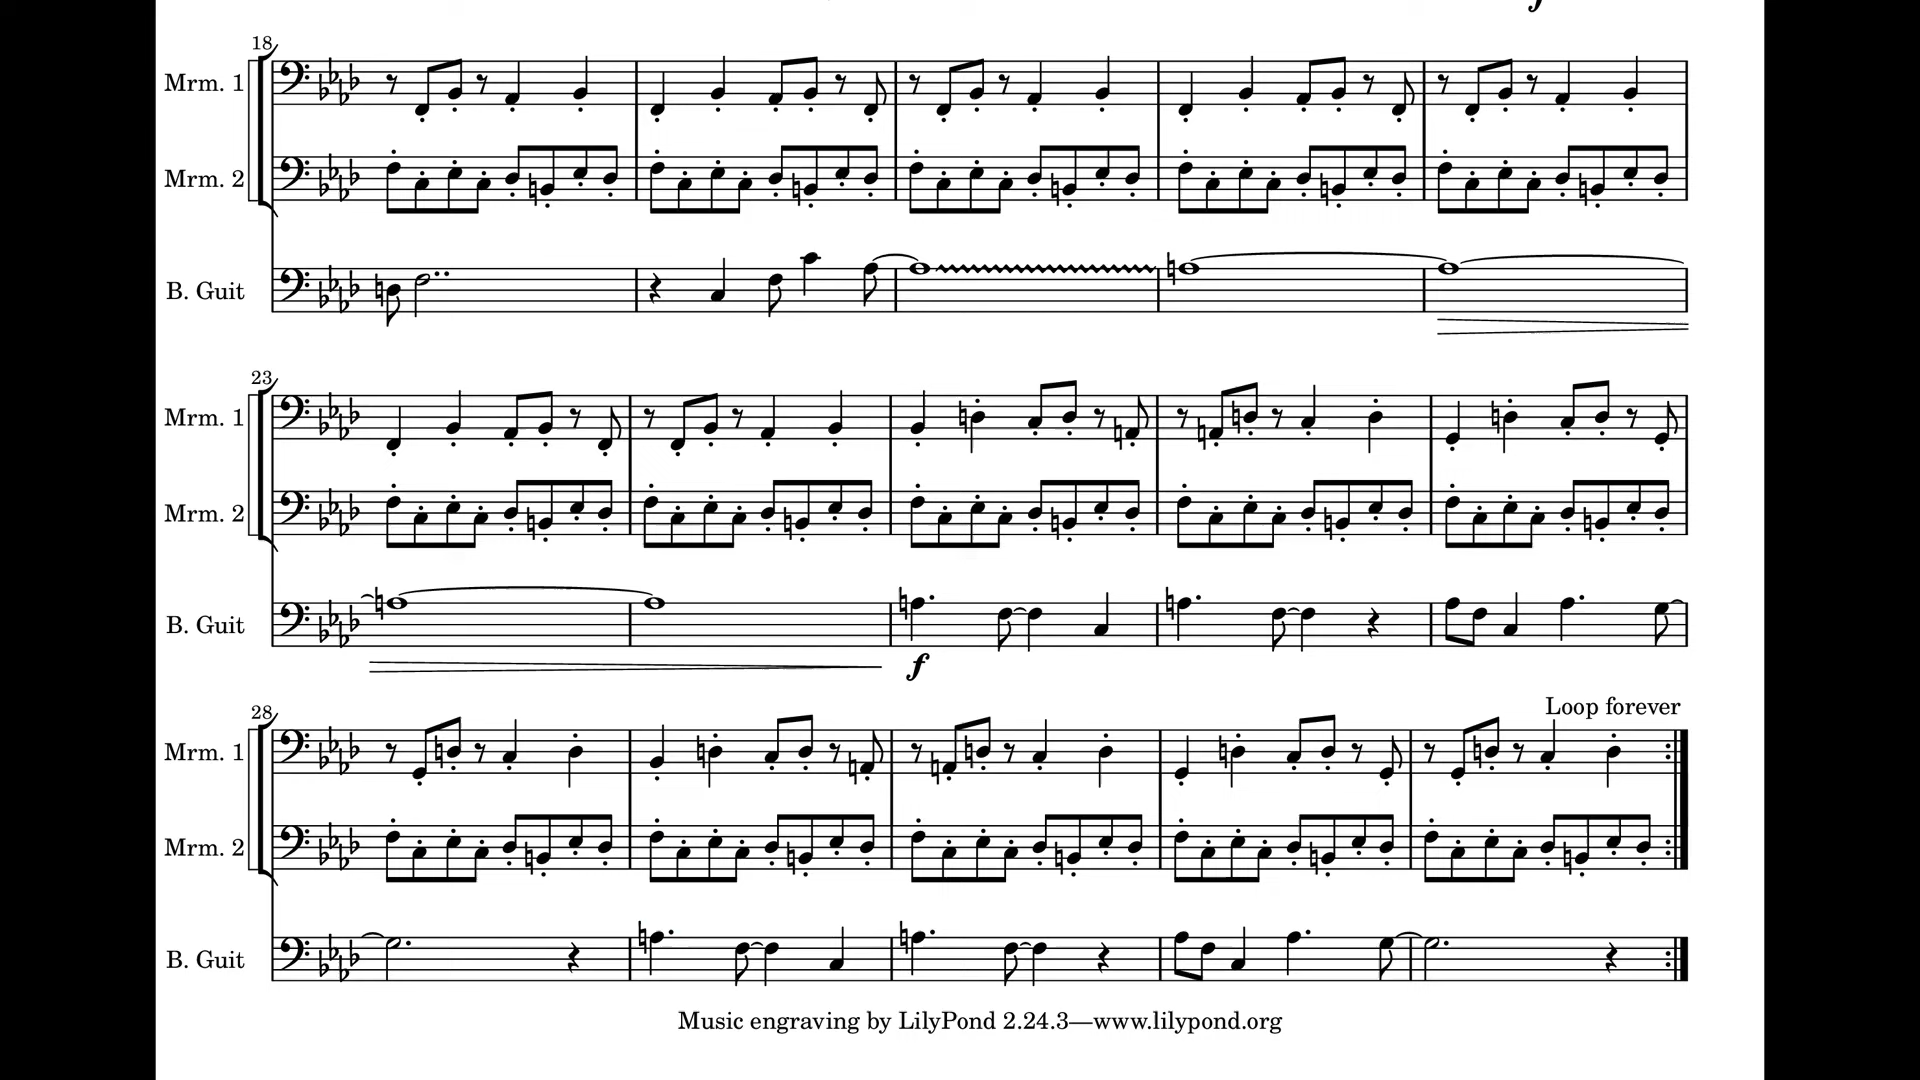 f
18
Mrm. 1
Mrm. 2
B. Guit
23
Mrm. 1
Mrm. 2
B. Guit
f
28
Loop forever
Mrm. 1
Mrm. 2
B. Guit
Music engraving by LilyPond 2.24.3—www.lilypond.org